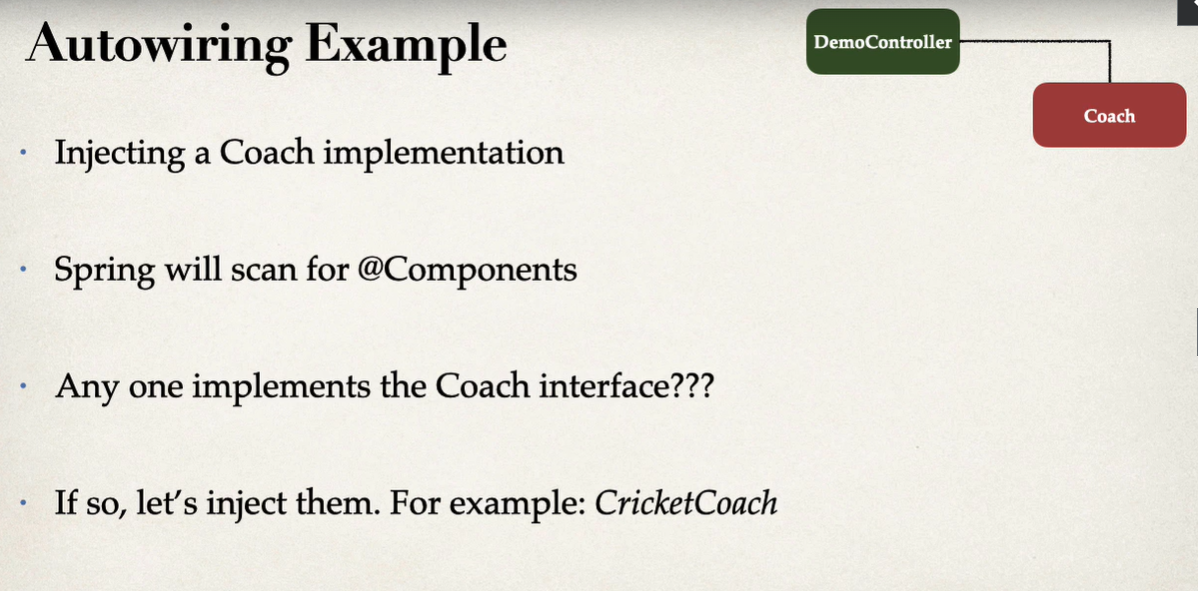 Autowiring Example
DemoController
Coach
Injecting a Coach implementation
Spring will scan for @Components
Any one implements the Coach interface???
If so, let’s inject them. For example: CricketCoach